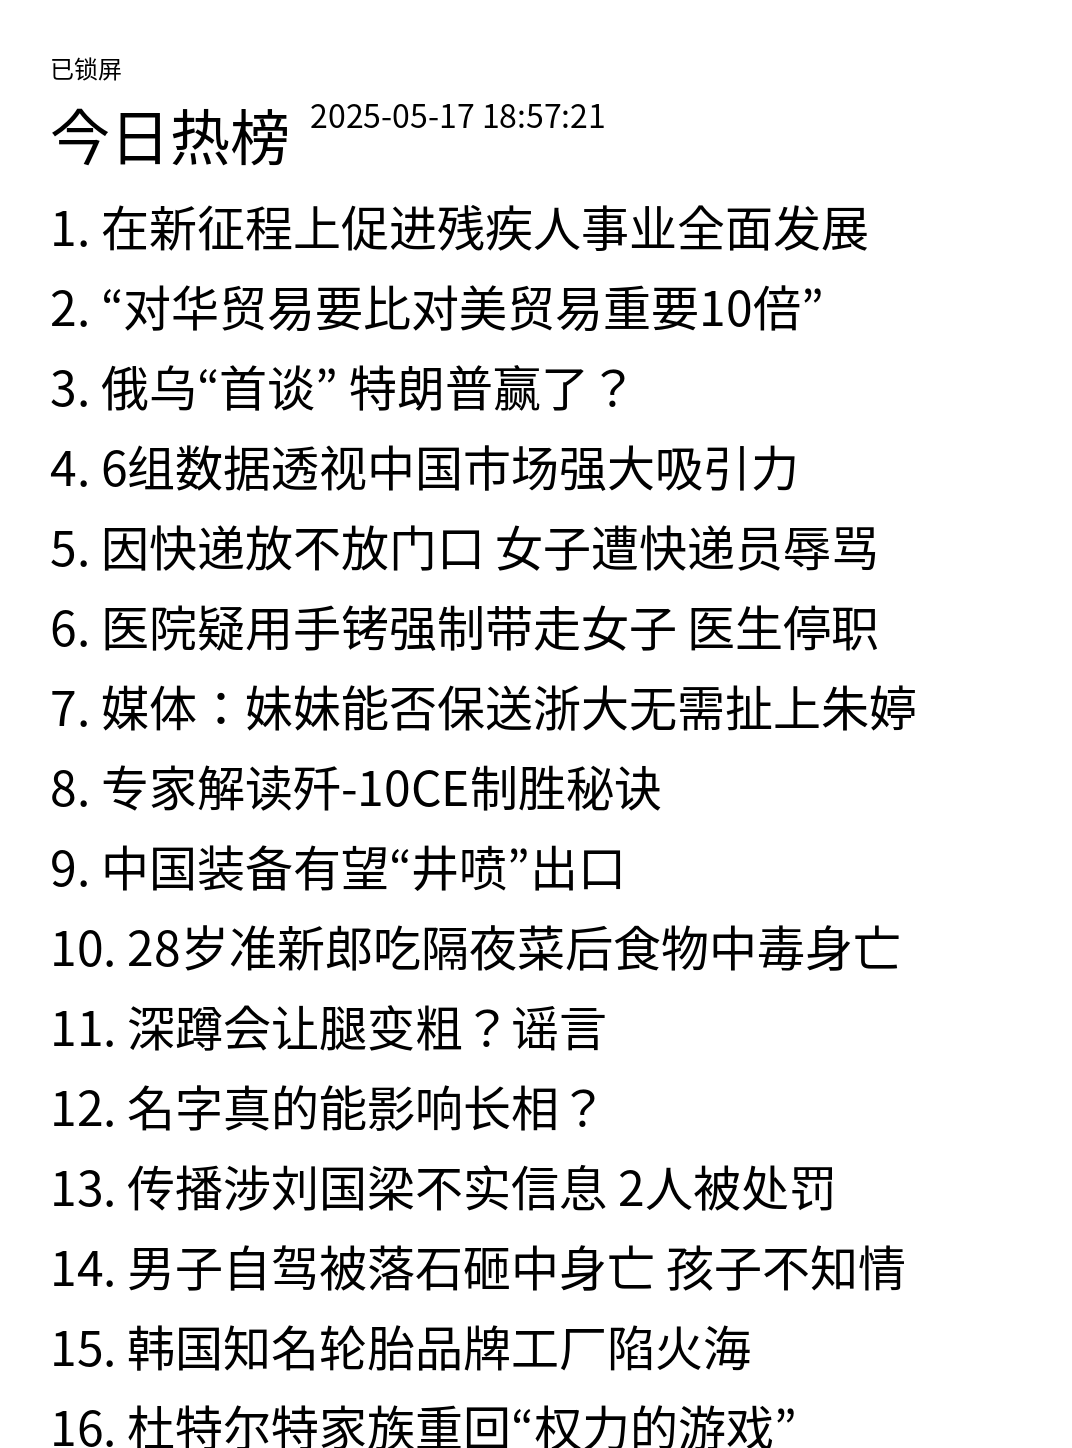 已锁屏
今日热榜 2025-05-17 18:57:21
1. 在新征程上促进残疾人事业全面发展
2. “对华贸易要比对美贸易重要10倍”
3. 俄乌“首谈” 特朗普赢了？
4. 6组数据透视中国市场强大吸引力
5. 因快递放不放门口 女子遭快递员辱骂
6. 医院疑用手铐强制带走女子 医生停职
7. 媒体：妹妹能否保送浙大无需扯上朱婷
8. 专家解读歼-10CE制胜秘诀
9. 中国装备有望“井喷”出口
10. 28岁准新郎吃隔夜菜后食物中毒身亡
11. 深蹲会让腿变粗？谣言
12. 名字真的能影响长相？
13. 传播涉刘国梁不实信息 2人被处罚
14. 男子自驾被落石砸中身亡 孩子不知情
15. 韩国知名轮胎品牌工厂陷火海
16. 杜特尔特家族重回“权力的游戏”